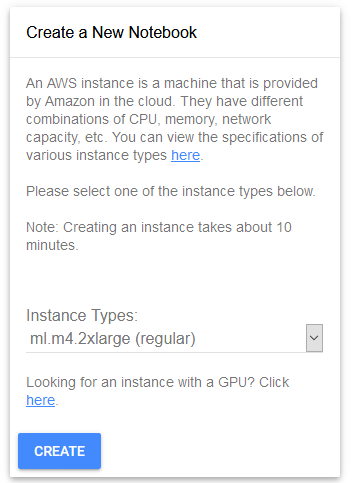 Create a New Notebook
An AWS instance is a machine that is provided
by Amazon in the cloud. They have different
combinations of CPU, memory, network
capacity, etc. You can view the specifications of
various instance types here.
Please select one of the instance types below.
Note: Creating an instance takes about 10
minutes.
Instance Types:
ml.m4.2xlarge (regular)
Looking for an instance with a GPU? Click
here.
CREATE